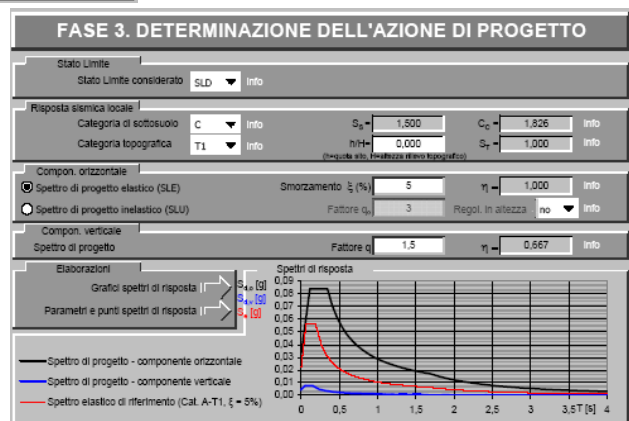 FASE 3. DETERMINAZIONE DELL'AZIONE DI PROGETTO
Stato Limite
Stato Limite considerato SLD Info
Risposta sismica locale
Categoria di sottosuolo C Info SS = 1,500 CC = 1,826 Info
Categoria topografica T1 Info h/H= 0,000 ST = 1,000 Info
(h=quota sito, H=altezza rilievo topografico)
Compon. orizzontale
Spettro di progetto elastico (SLE) Smorzamento ξ (%) 5 η = 1,000 Info
Spettro di progetto inelastico (SLU) Fattore qo 3 Regol. in altezza no Info
Compon. verticale
Spettro di progetto Fattore q 1,5 η = 0,667 Info
Elaborazioni
Grafici spettri di risposta
Parametri e punti spettri di risposta
Spettro di progetto - componente orizzontale
Spettro di progetto - componente verticale
Spettro elastico di riferimento (Cat. A-T1, ξ = 5%)
Spettri di risposta
Sd,o [g]
Sd,v [g]
Se [g]
0,09
0,08
0,07
0,06
0,05
0,04
0,03
0,02
0,01
0,00
0 0,5 1 1,5 2 2,5 3 3,5 T [s] 4